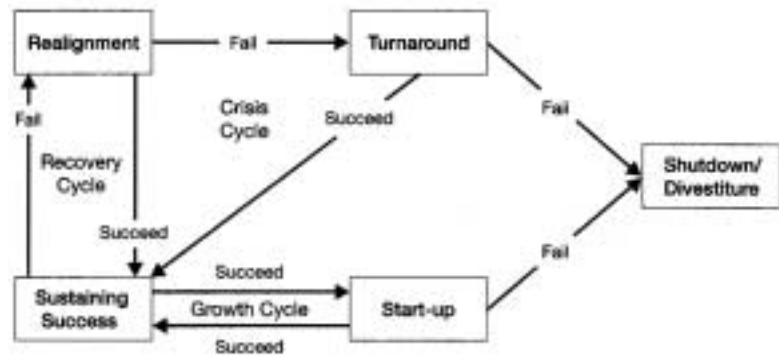 Realignment
Fail
Turnaround
Fail
Crisis
Cycle
Succeed
Fail
Recovery
Cycle
Shutdown/
Divestiture
Succeed
Fail
Succeed
Sustaining
Success
Growth Cycle
Start-up
Succeed